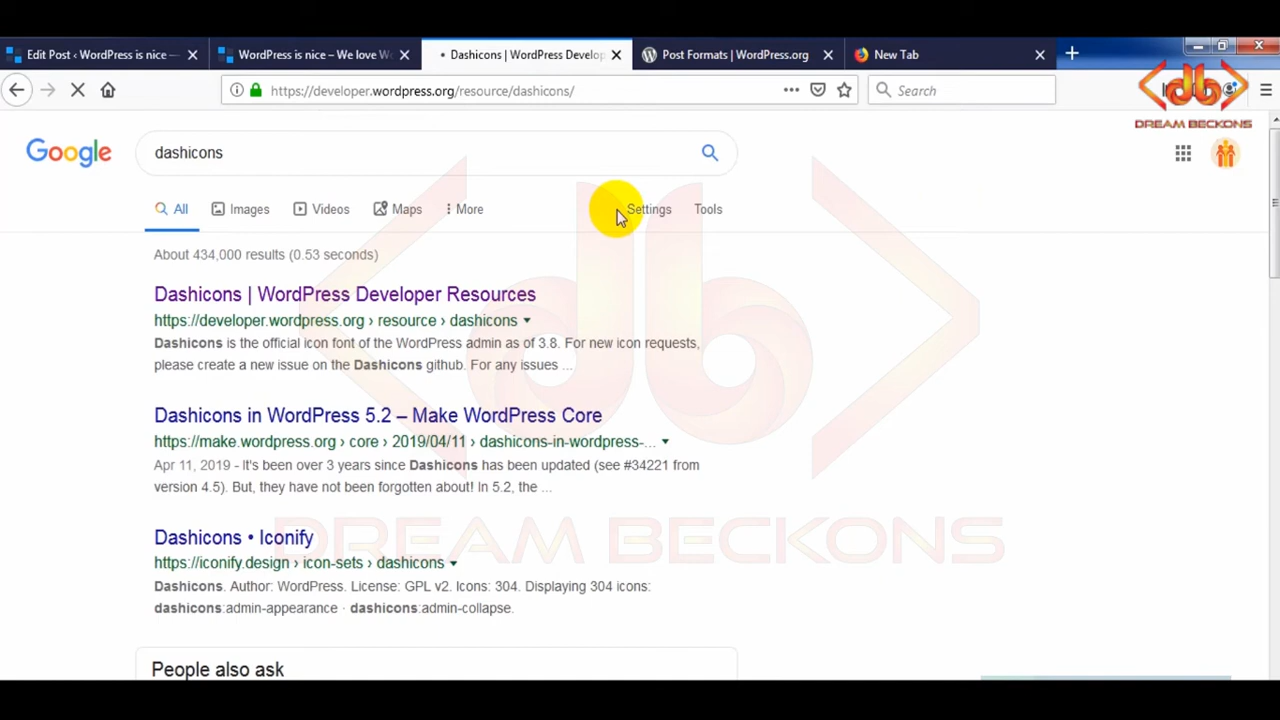 Edit Post ‹ WordPress is nice —
WordPress is nice – We love W
Dashicons | WordPress Develop
Post Formats | WordPress.org
New Tab
https://developer.wordpress.org/resource/dashicons/
Search
DREAM BECKONS
Google
dashicons
All
Images
Videos
Maps
More
Settings
Tools
About 434,000 results (0.53 seconds)
Dashicons | WordPress Developer Resources
https://developer.wordpress.org › resource › dashicons
Dashicons is the official icon font of the WordPress admin as of 3.8. For new icon requests,
please create a new issue on the Dashicons github. For any issues ...
Dashicons in WordPress 5.2 – Make WordPress Core
https://make.wordpress.org › core › 2019/04/11 › dashicons-in-wordpress-...
Apr 11, 2019 - It's been over 3 years since Dashicons has been updated (see #34221 from
version 4.5). But, they have not been forgotten about! In 5.2, the ...
DREAM BECKONS
Dashicons • Iconify
https://iconify.design › icon-sets › dashicons
Dashicons. Author: WordPress. License: GPL v2. Icons: 304. Displaying 304 icons:
dashicons:admin-appearance · dashicons:admin-collapse.
People also ask